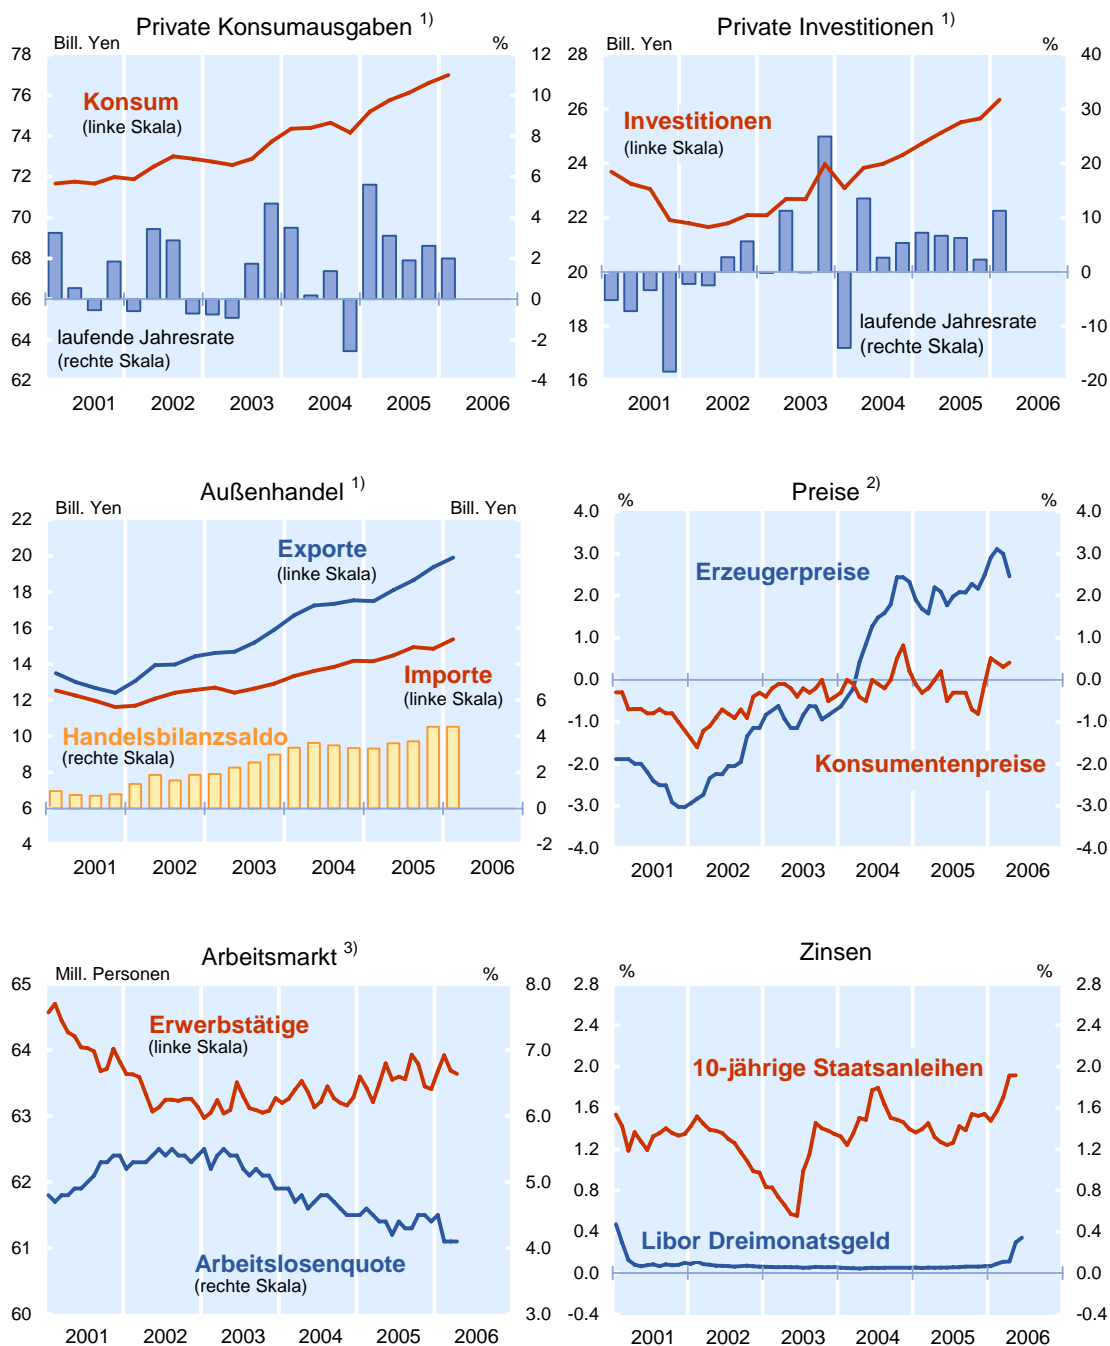 Private Konsumausgaben 1)
Bill. Yen %
78 12
76 10
74 8
72 6
70 4
68 2
66 0
64 -2
62 -4
Konsum
(linke Skala)
laufende Jahresrate
(rechte Skala)
2001 2002 2003 2004 2005 2006
Private Investitionen 1)
Bill. Yen %
28 40
26 30
24 20
22 10
20 0
18 -10
16 -20
Investitionen
(linke Skala)
laufende Jahresrate
(rechte Skala)
2001 2002 2003 2004 2005 2006
Außenhandel 1)
Bill. Yen Bill. Yen
22
20
18
16
14
12 6
10 4
8 2
6 0
4 -2
Exporte
(linke Skala)
Importe
(linke Skala)
Handelsbilanzsaldo
(rechte Skala)
2001 2002 2003 2004 2005 2006
Preise 2)
% %
4.0 4.0
3.0 3.0
2.0 2.0
1.0 1.0
0.0 0.0
-1.0 -1.0
-2.0 -2.0
-3.0 -3.0
-4.0 -4.0
Erzeugerpreise
Konsumentenpreise
2001 2002 2003 2004 2005 2006
Arbeitsmarkt 3)
Mill. Personen %
65 8.0
64 7.0
63 6.0
62 5.0
61 4.0
60 3.0
Erwerbstätige
(linke Skala)
Arbeitslosenquote
(rechte Skala)
2001 2002 2003 2004 2005 2006
Zinsen
% %
2.8 2.8
2.4 2.4
2.0 2.0
1.6 1.6
1.2 1.2
0.8 0.8
0.4 0.4
0.0 0.0
-0.4 -0.4
10-jährige Staatsanleihen
Libor Dreimonatsgeld
2001 2002 2003 2004 2005 2006